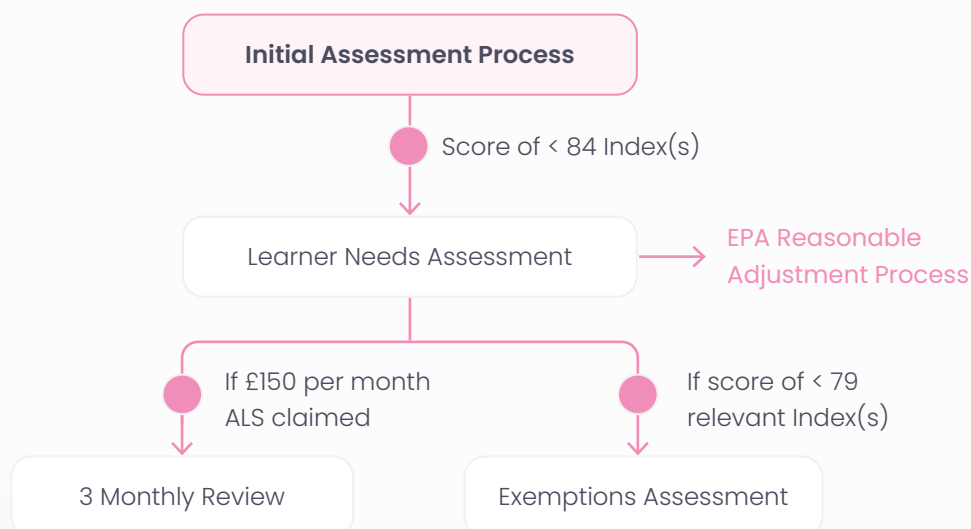 Initial Assessment Process
Score of < 84 Index(s)
Learner Needs Assessment
EPA Reasonable
Adjustment Process
If £150 per month
ALS claimed
If score of < 79
relevant Index(s)
3 Monthly Review
Exemptions Assessment